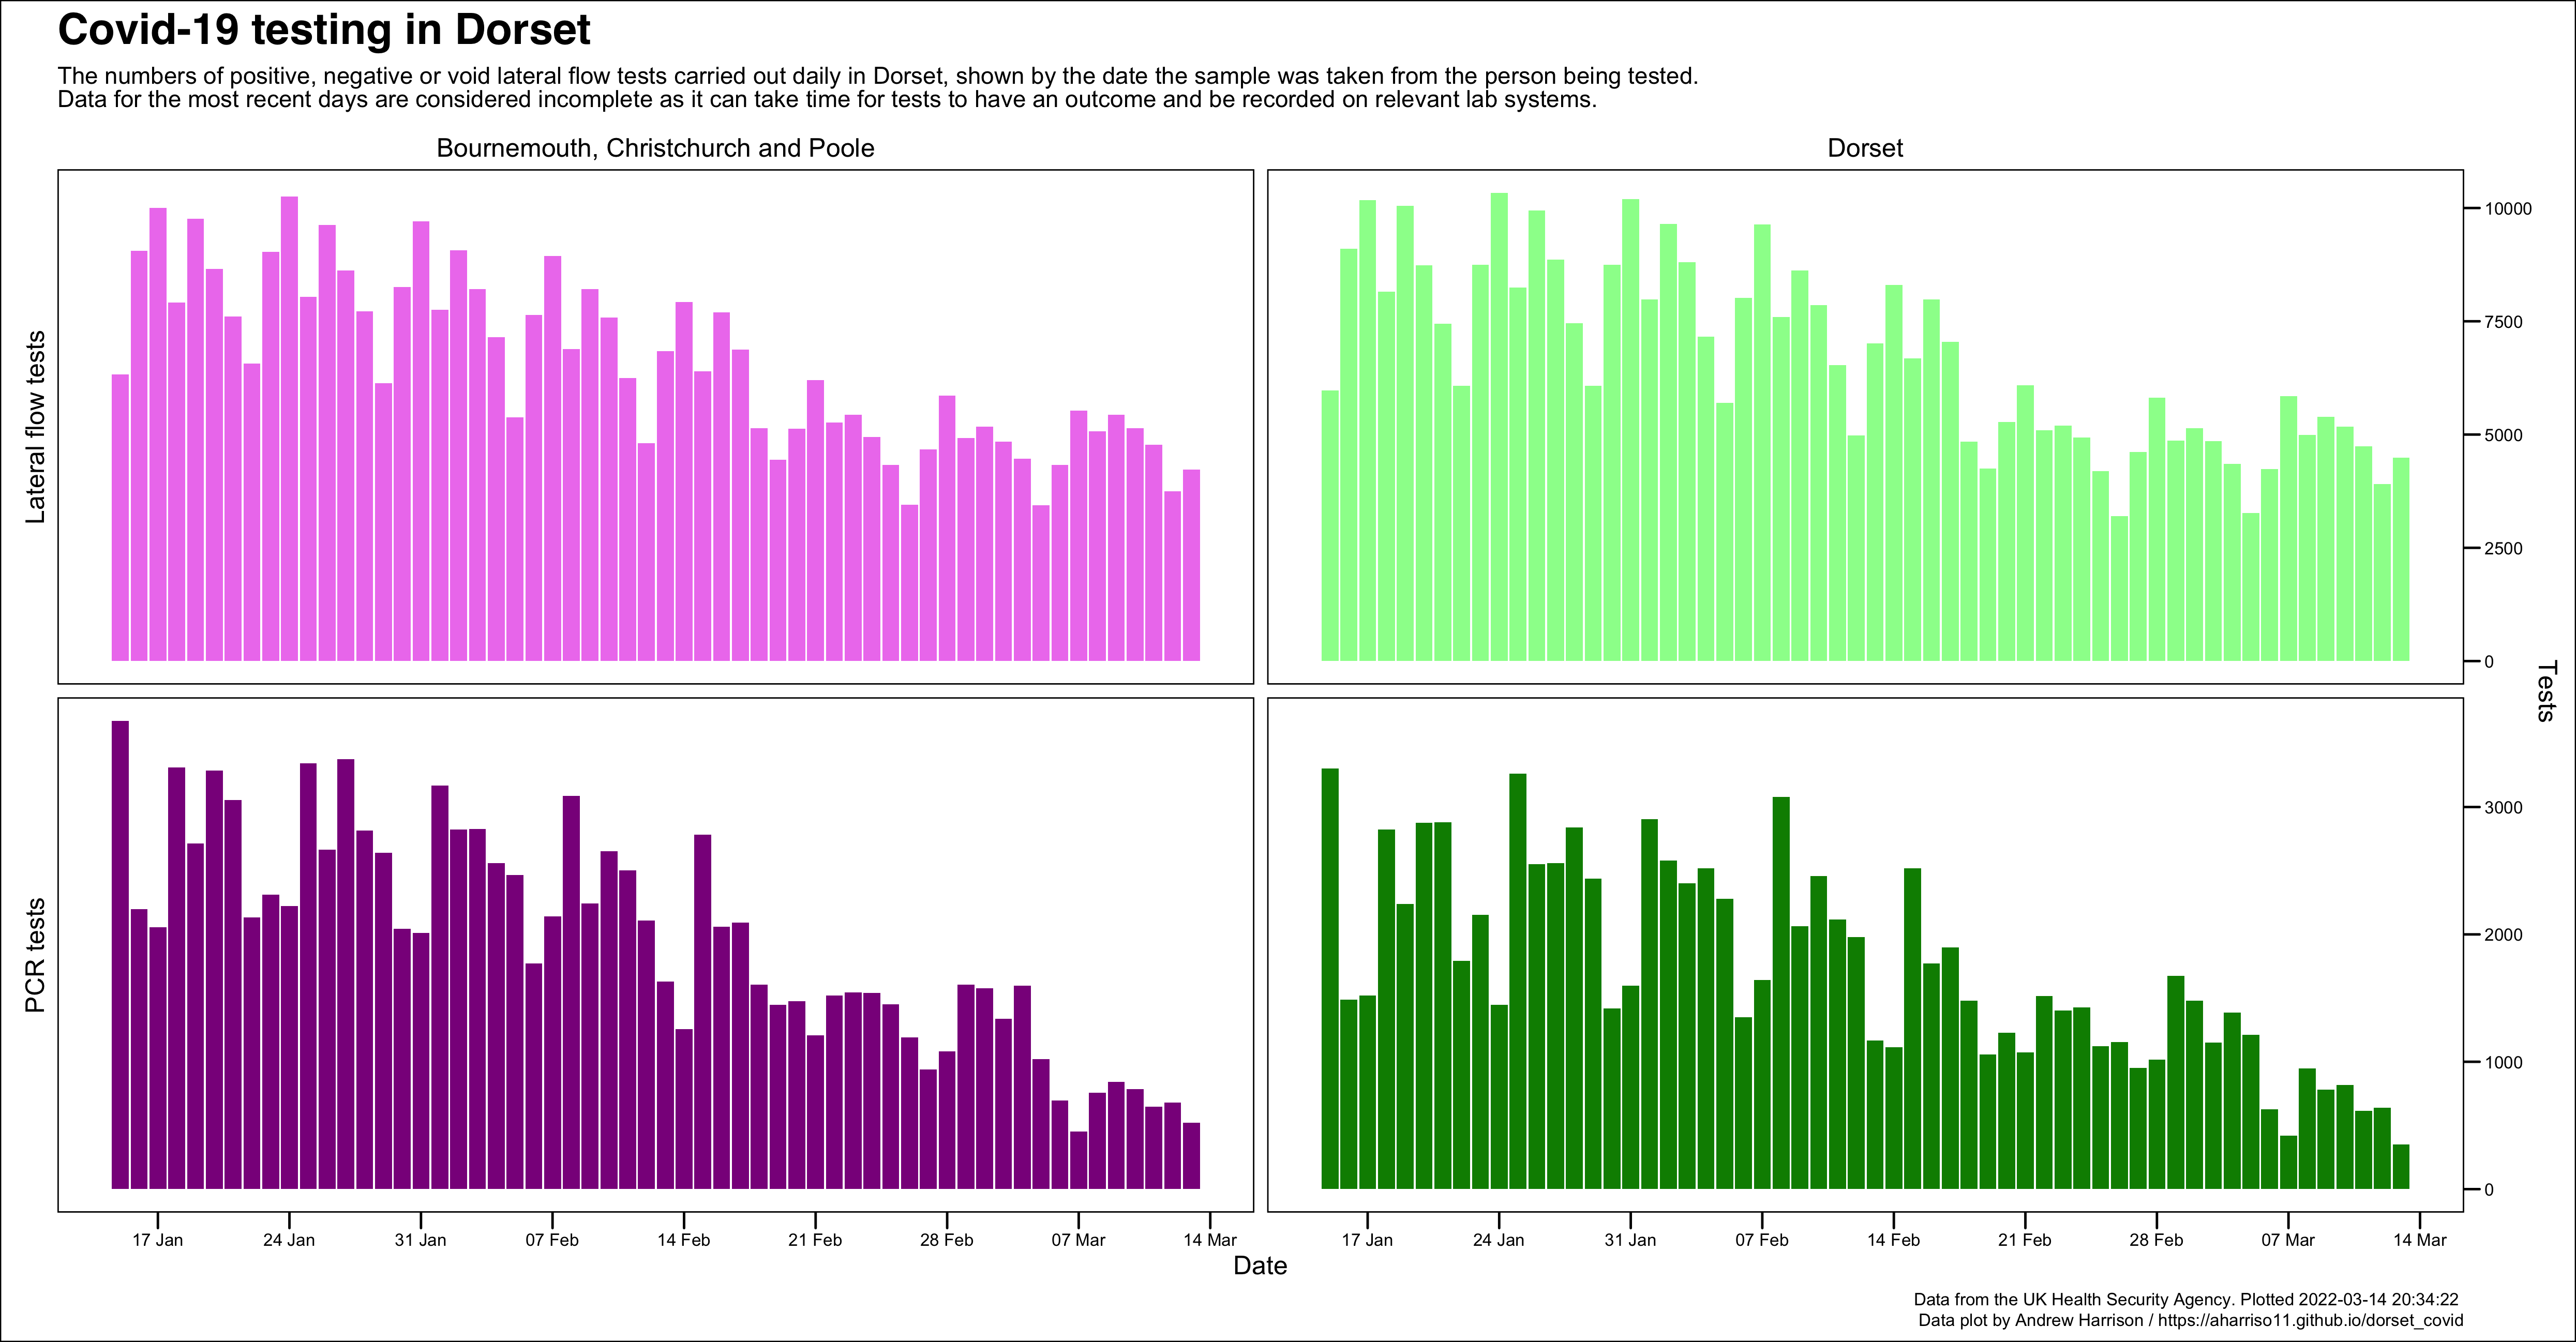 Covid-19 testing in Dorset
The numbers of positive, negative or void lateral flow tests carried out daily in Dorset, shown by the date the sample was taken from the person being tested.
Data for the most recent days are considered incomplete as it can take time for tests to have an outcome and be recorded on relevant lab systems.
Bournemouth, Christchurch and Poole
Dorset
Lateral flow tests
10000
7500
5000
2500
0
Tests
PCR tests
3000
2000
1000
0
17 Jan 24 Jan 31 Jan 07 Feb 14 Feb 21 Feb 28 Feb 07 Mar 14 Mar
17 Jan 24 Jan 31 Jan 07 Feb 14 Feb 21 Feb 28 Feb 07 Mar 14 Mar
Date
Data from the UK Health Security Agency. Plotted 2022-03-14 20:34:22
Data plot by Andrew Harrison / https://aharriso11.github.io/dorset_covid